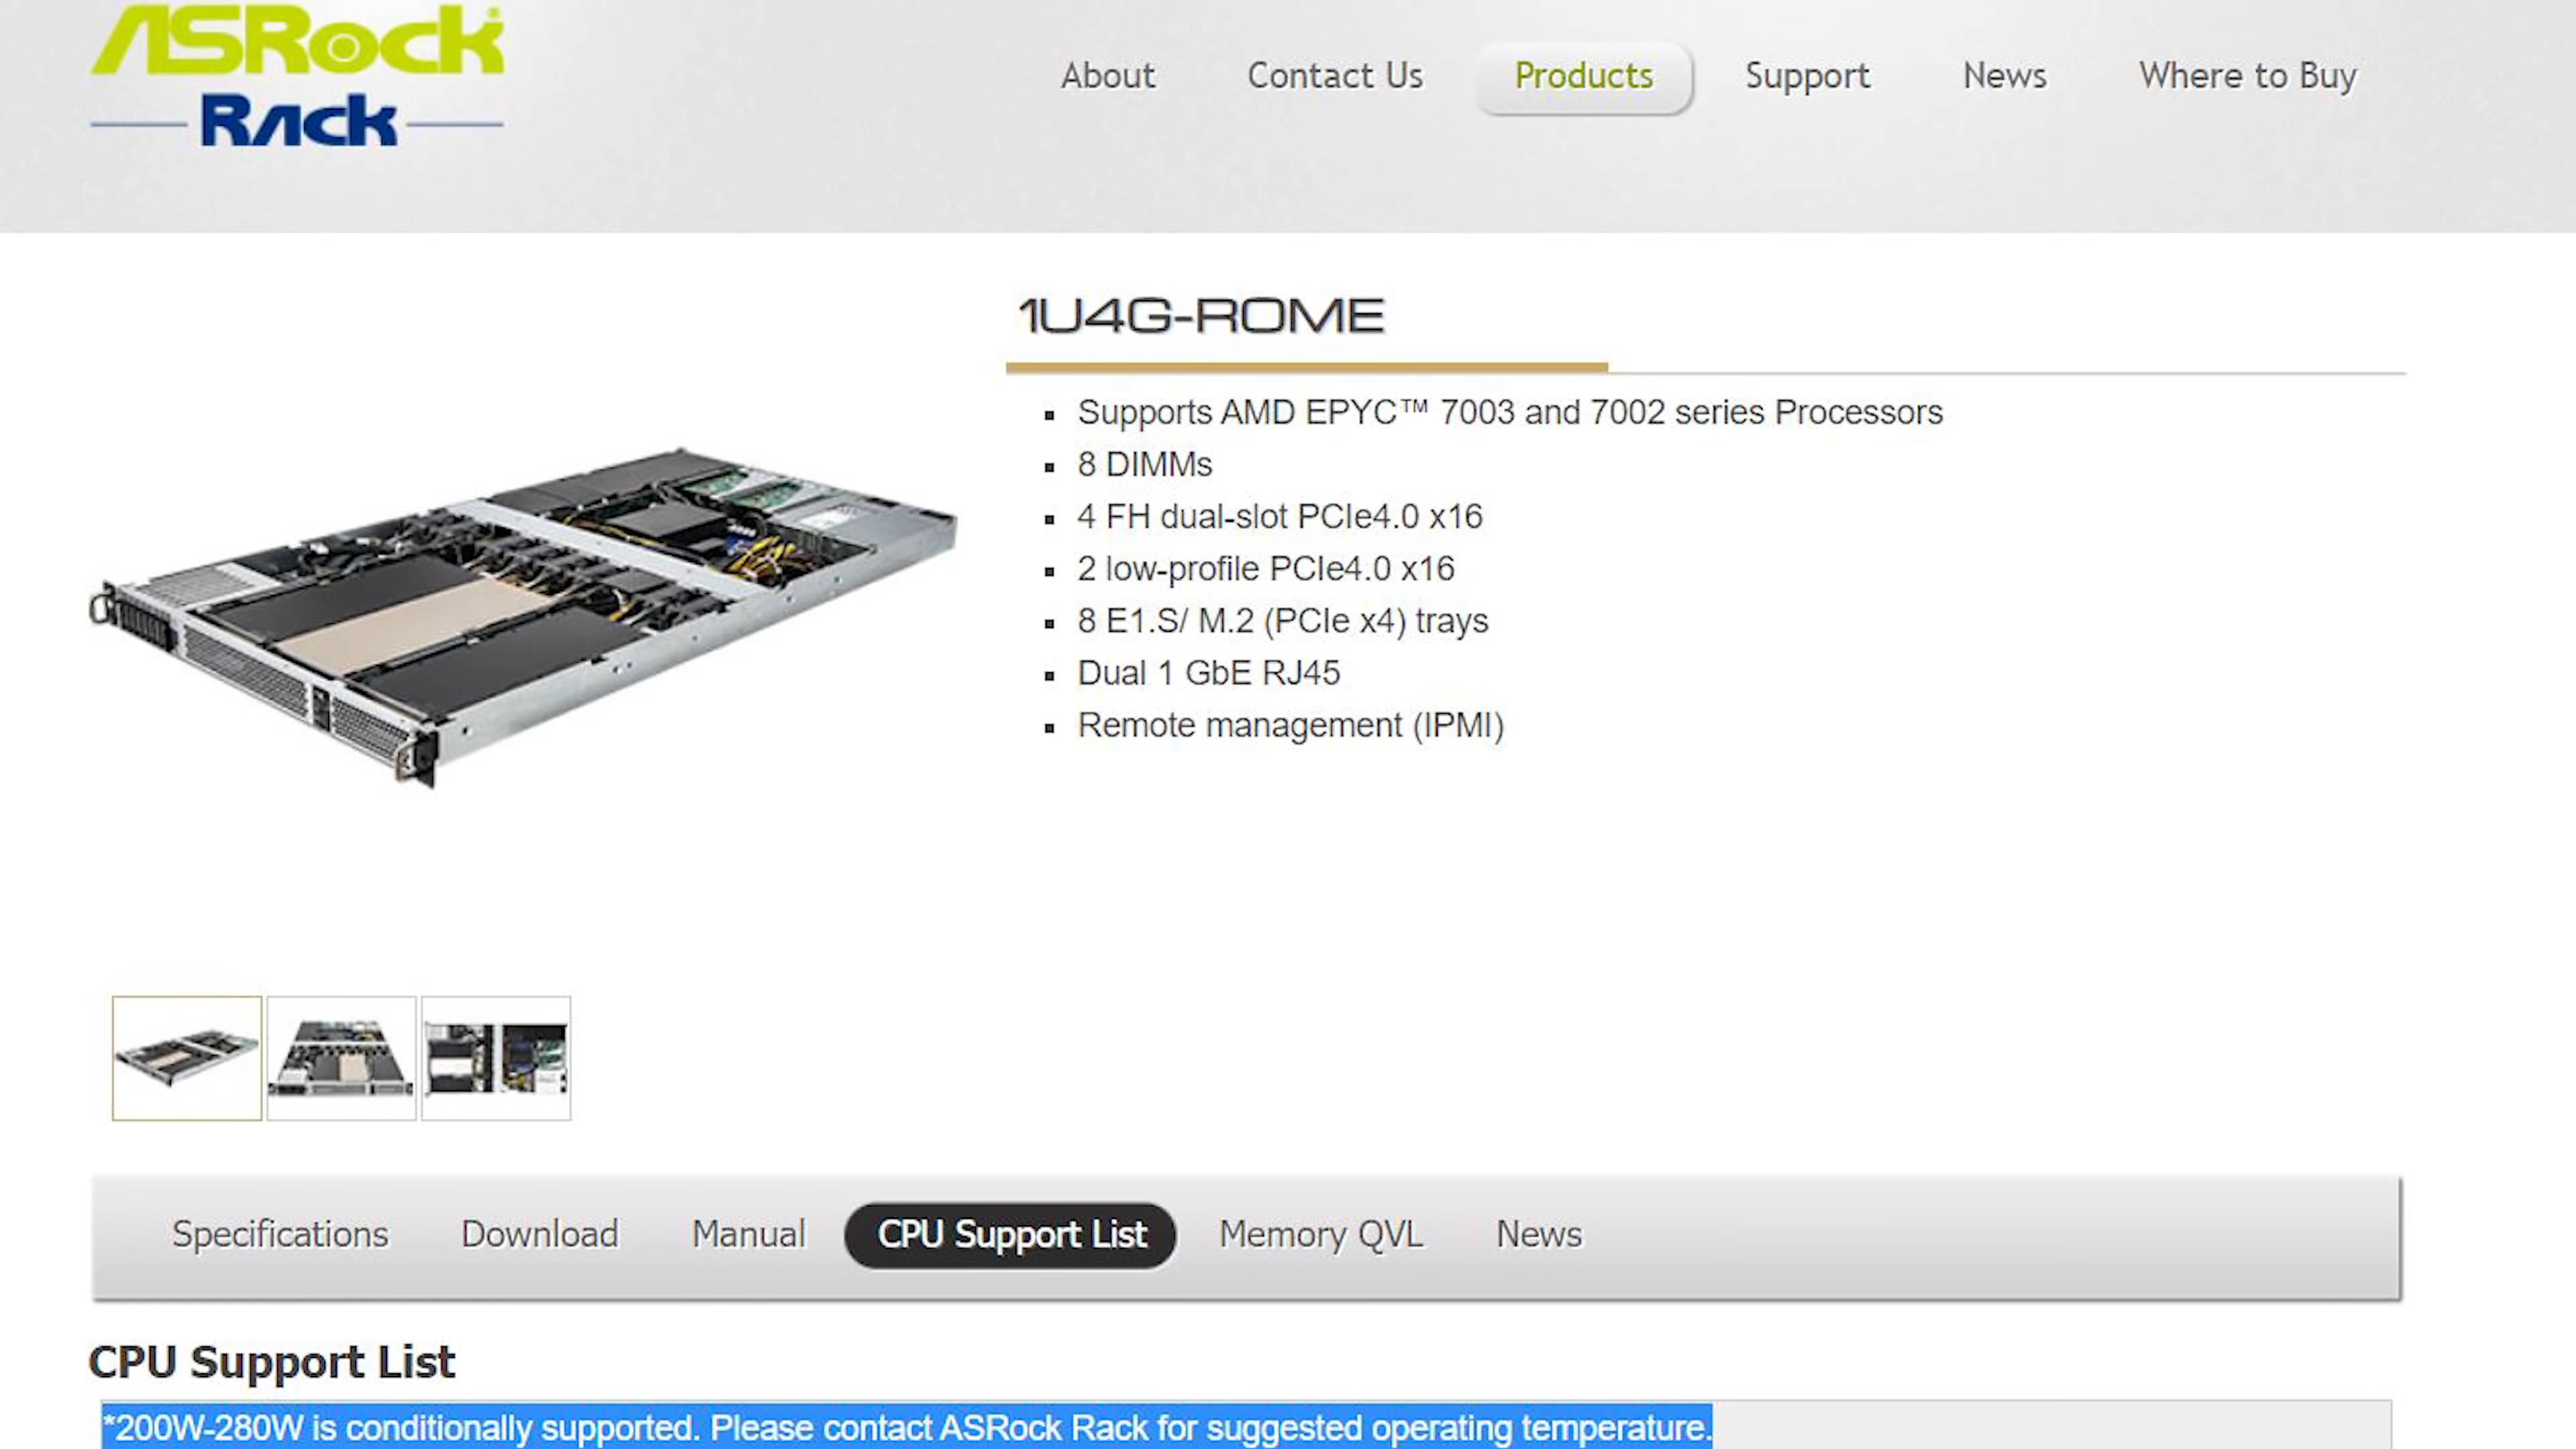 ASRock
Rack
About Contact Us Products Support News Where to Buy
1U4G-ROME
Supports AMD EPYC™ 7003 and 7002 series Processors
8 DIMMs
4 FH dual-slot PCIe4.0 x16
2 low-profile PCIe4.0 x16
8 E1.S/ M.2 (PCIe x4) trays
Dual 1 GbE RJ45
Remote management (IPMI)
Specifications Download Manual CPU Support List Memory QVL News
CPU Support List
*200W-280W is conditionally supported. Please contact ASRock Rack for suggested operating temperature.